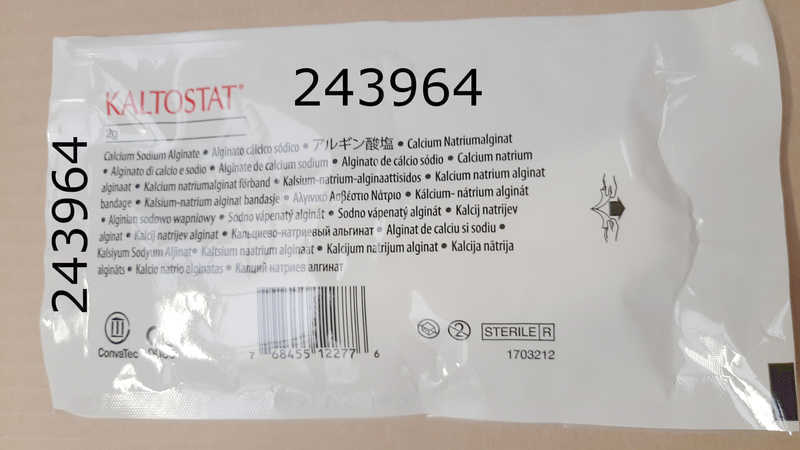 243964
KALTOSTAT®
2g
Calcium Sodium Alginate • Alginato cálcico sódico • アルギン酸塩 • Calcium Natriumalginat
• Alginato di calcio e sodio • Alginate de calcium sodium • Alginato de cálcio sódio • Calcium natrium
alginaat • Kalcium natriumalginat förband • Kalsium-natrium-alginaattisidos • Kalcium natrium alginat
bandage • Kalsium-natrium alginat bandasje • Αλγινικό Ασβέστιο Νάτριο • Kálcium- nátrium alginát
• Alginian sodowo wapniowy • Sodno vápenatý alginát • Sodno vápenatý alginát • Kalcij natrijev
alginat • Kalcij natrijev alginat • Кальциево-натриевый альгинат • Alginat de calciu si sodiu •
Kalsiyum Sodyum Aljinat • Kaltsium naatrium alginaat • Kalcijum natrijum alginat • Kalcija nātrija
algināts • Kalcio natrio alginatas • Калций натриев алгинат
243964
ConvaTec
7 68455 12277 6
2
STERILE R
1703212